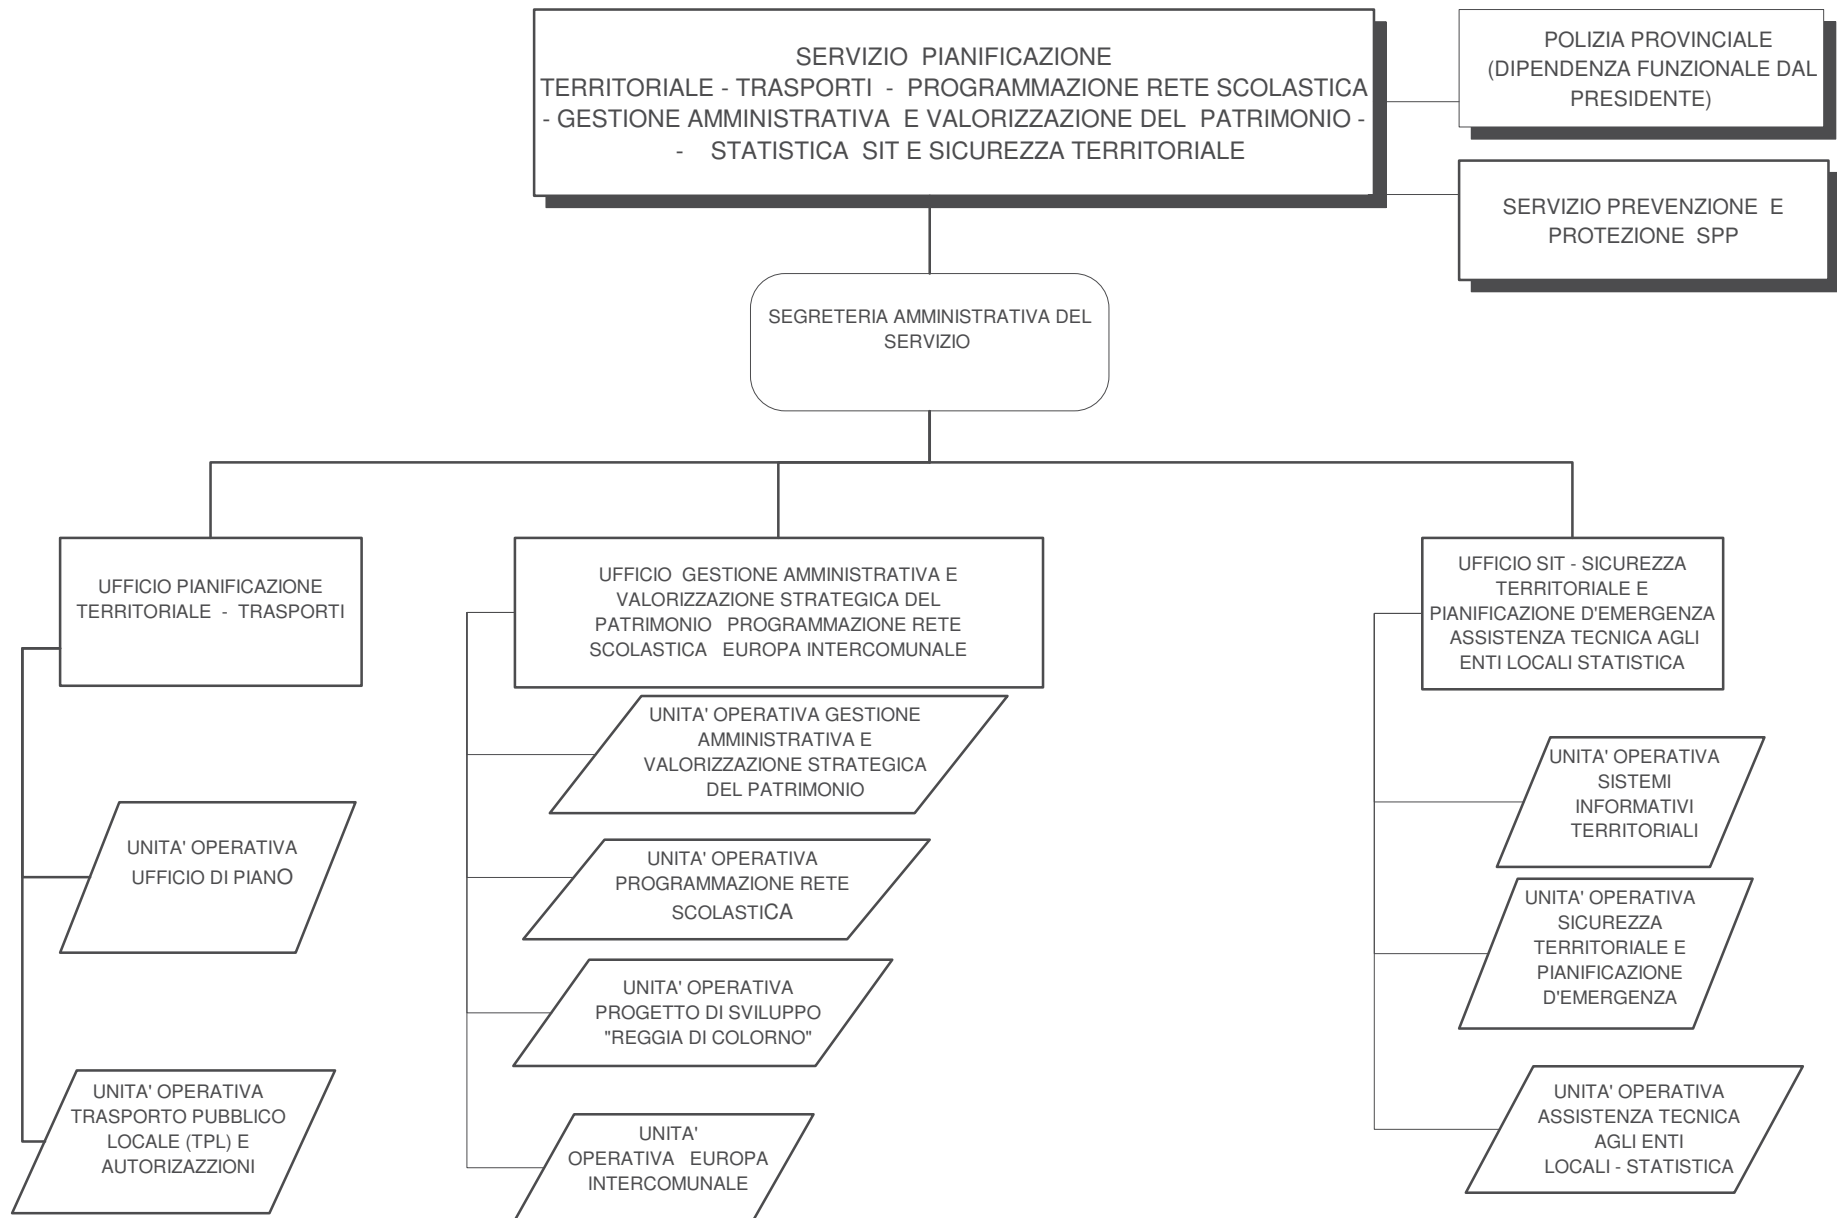 SERVIZIO PIANIFICAZIONE
TERRITORIALE - TRASPORTI - PROGRAMMAZIONE RETE SCOLASTICA
- GESTIONE AMMINISTRATIVA E VALORIZZAZIONE DEL PATRIMONIO -
- STATISTICA SIT E SICUREZZA TERRITORIALE
POLIZIA PROVINCIALE
(DIPENDENZA FUNZIONALE DAL
PRESIDENTE)
SERVIZIO PREVENZIONE E
PROTEZIONE SPP
SEGRETERIA AMMINISTRATIVA DEL
SERVIZIO
UFFICIO PIANIFICAZIONE
TERRITORIALE - TRASPORTI
UNITA' OPERATIVA
UFFICIO DI PIANO
UNITA' OPERATIVA
TRASPORTO PUBBLICO
LOCALE (TPL) E
AUTORIZAZZIONI
UFFICIO GESTIONE AMMINISTRATIVA E
VALORIZZAZIONE STRATEGICA DEL
PATRIMONIO PROGRAMMAZIONE RETE
SCOLASTICA EUROPA INTERCOMUNALE
UNITA' OPERATIVA GESTIONE
AMMINISTRATIVA E
VALORIZZAZIONE STRATEGICA
DEL PATRIMONIO
UNITA' OPERATIVA
PROGRAMMAZIONE RETE
SCOLASTICA
UNITA' OPERATIVA
PROGETTO DI SVILUPPO
"REGGIA DI COLORNO"
UNITA'
OPERATIVA EUROPA
INTERCOMUNALE
UFFICIO SIT - SICUREZZA
TERRITORIALE E
PIANIFICAZIONE D'EMERGENZA
ASSISTENZA TECNICA AGLI
ENTI LOCALI STATISTICA
UNITA' OPERATIVA
SISTEMI
INFORMATIVI
TERRITORIALI
UNITA' OPERATIVA
SICUREZZA
TERRITORIALE E
PIANIFICAZIONE
D'EMERGENZA
UNITA' OPERATIVA
ASSISTENZA TECNICA
AGLI ENTI
LOCALI - STATISTICA